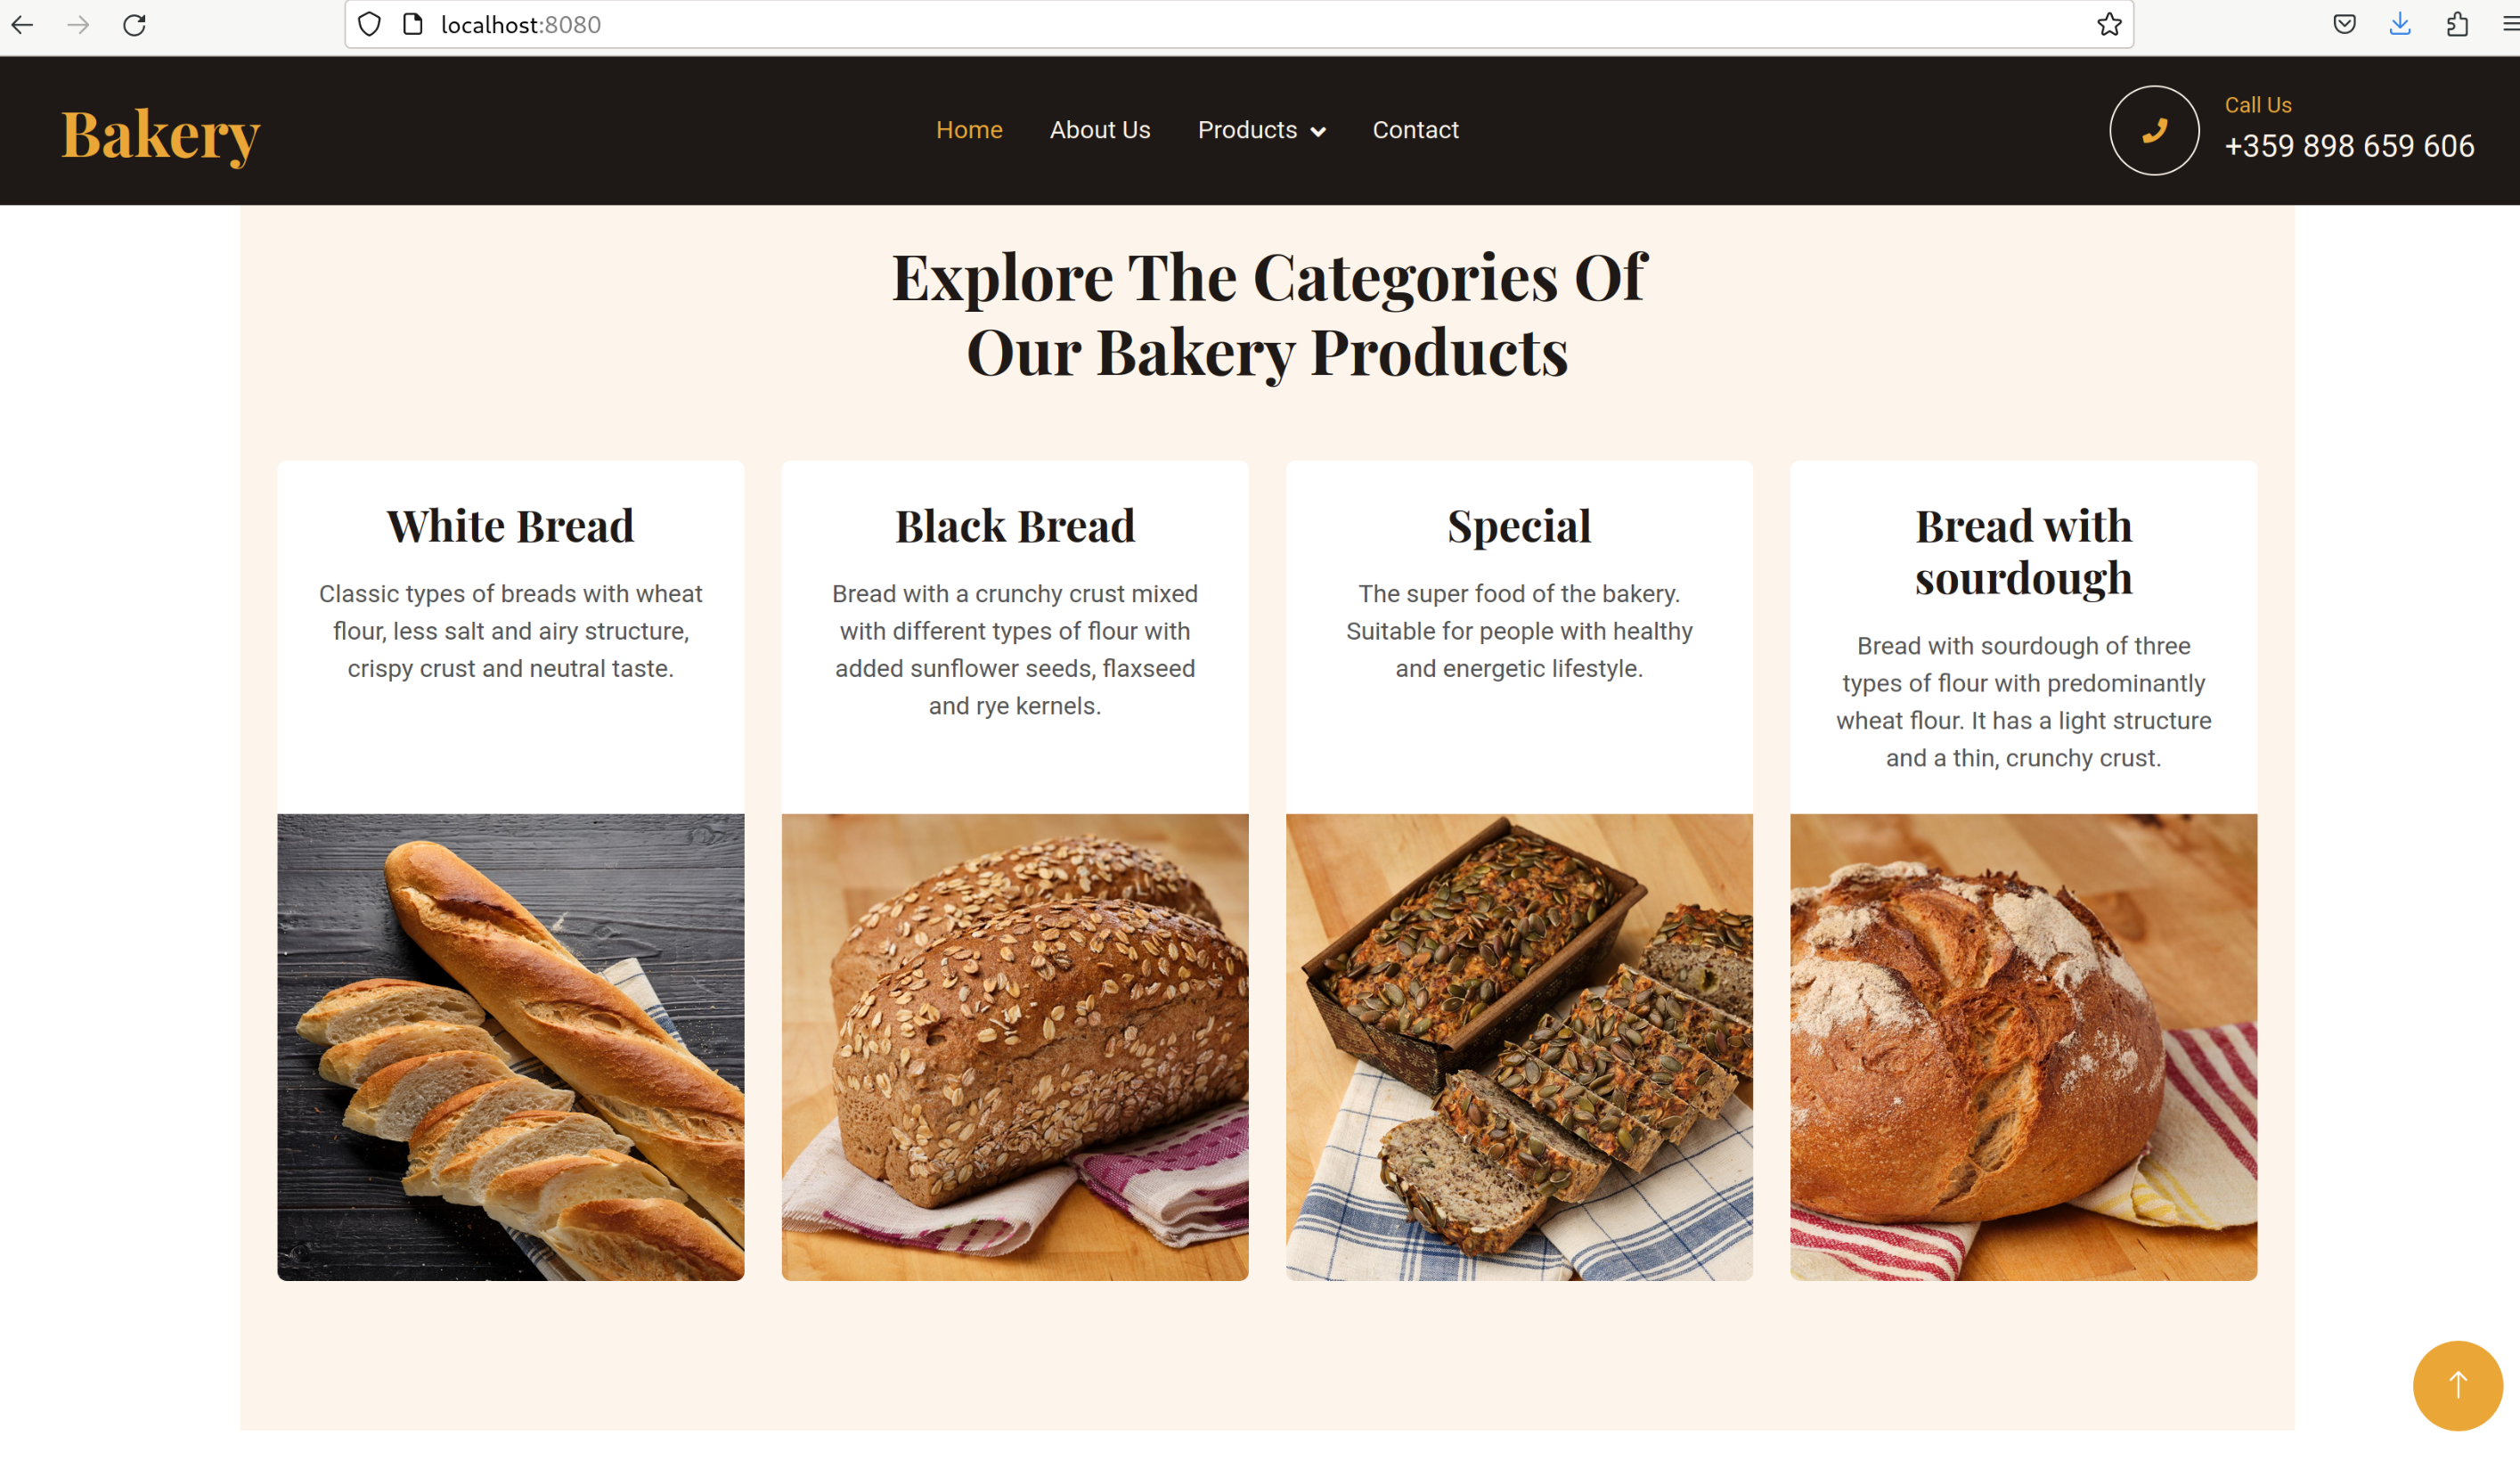 localhost:8080
Bakery
Home About Us Products Contact
Call Us
+359 898 659 606
Explore The Categories Of
Our Bakery Products
White Bread
Classic types of breads with wheat
flour, less salt and airy structure,
crispy crust and neutral taste.
Black Bread
Bread with a crunchy crust mixed
with different types of flour with
added sunflower seeds, flaxseed
and rye kernels.
Special
The super food of the bakery.
Suitable for people with healthy
and energetic lifestyle.
Bread with
sourdough
Bread with sourdough of three
types of flour with predominantly
wheat flour. It has a light structure
and a thin, crunchy crust.